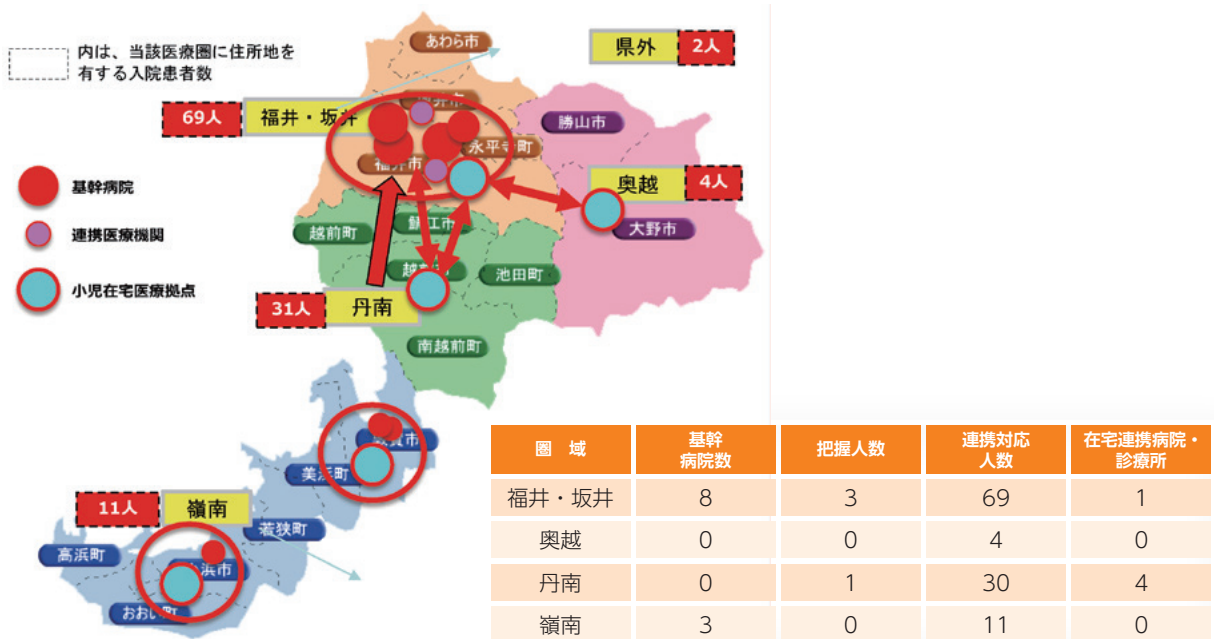 内は、当該医療圏に住所地を
有する入院患者数
あわら市
県外 2人
69人 福井・坂井
勝山市
永平寺町
福井市
基幹病院
奥越 4人
連携医療機関
越前町
鯖江市
大野市
池田町
小児在宅医療拠点
31人 丹南
南越前町
敦賀市
美浜町
11人 嶺南
若狭町
高浜町
小浜市
おおい町
圏 域 基幹病院数 把握人数 連携対応人数 在宅連携病院・診療所
福井・坂井 8 3 69 1
奥越 0 0 4 0
丹南 0 1 30 4
嶺南 3 0 11 0